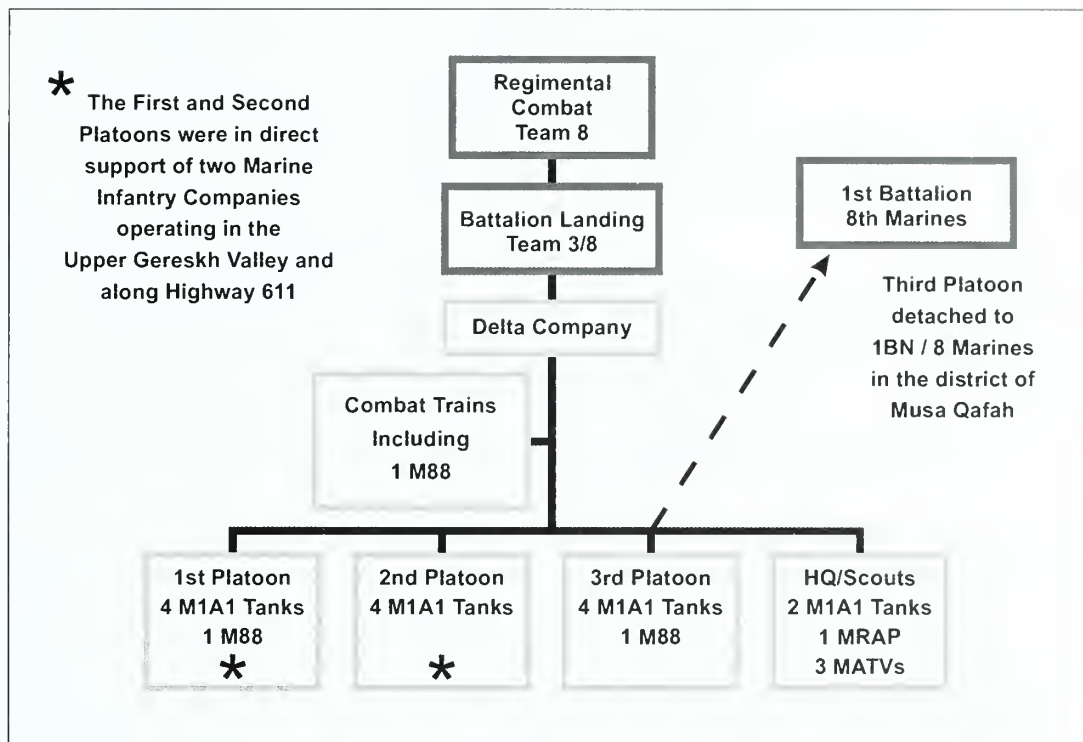 *
The First and Second
Platoons were in direct
support of two Marine
Infantry Companies
operating in the
Upper Gereskh Valley and
along Highway 611
Regimental
Combat
Team 8
Battalion Landing
Team 3/8
Delta Company
1st Battalion
8th Marines
Third Platoon
detached to
1BN / 8 Marines
in the district of
Musa Qafah
Combat Trains
Including
1 M88
1st Platoon
4 M1A1 Tanks
1 M88
*
2nd Platoon
4 M1A1 Tanks
*
3rd Platoon
4 M1A1 Tanks
1 M88
HQ/Scouts
2 M1A1 Tanks
1 MRAP
3 MATVs